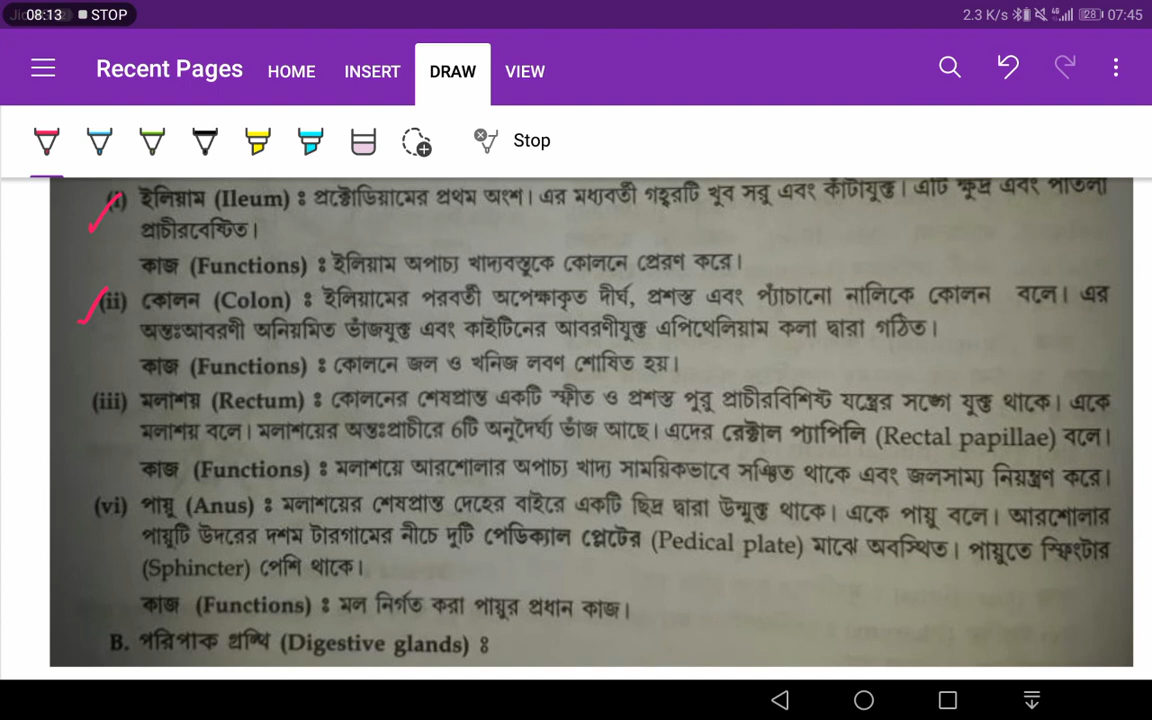 08:13 STOP
2.3 K/s 28 07:45
Recent Pages HOME INSERT DRAW VIEW
Stop
(i) ইলিয়াম (Ileum) : প্রক্টোডিয়ামের প্রথম অংশ। এর মধ্যবর্তী গহ্বরটি খুব সরু এবং কাঁটাযুক্ত। এটি ক্ষুদ্র এবং পাতলা
প্রাচীরবেষ্টিত।
কাজ (Functions) : ইলিয়াম অপাচ্য খাদ্যবস্তুকে কোলনে প্রেরণ করে।
(ii) কোলন (Colon) : ইলিয়ামের পরবর্তী অপেক্ষাকৃত দীর্ঘ, প্রশস্ত এবং প্যাঁচানো নালিকে কোলন বলে। এর
অন্তঃআবরণী অনিয়মিত ভাঁজযুক্ত এবং কাইটিনের আবরণীযুক্ত এপিথেলিয়াম কলা দ্বারা গঠিত।
কাজ (Functions) : কোলনে জল ও খনিজ লবণ শোষিত হয়।
(iii) মলাশয় (Rectum) : কোলনের শেষপ্রান্ত একটি স্ফীত ও প্রশস্ত পুরু প্রাচীরবিশিষ্ট যন্ত্রের সঙ্গে যুক্ত থাকে। একে
মলাশয় বলে। মলাশয়ের অন্তঃপ্রাচীরে 6টি অনুদৈর্ঘ্য ভাঁজ আছে। এদের রেক্টাল প্যাপিলি (Rectal papillae) বলে।
কাজ (Functions) : মলাশয়ে আরশোলার অপাচ্য খাদ্য সাময়িকভাবে সঞ্চিত থাকে এবং জলসাম্য নিয়ন্ত্রণ করে।
(vi) পায়ু (Anus) : মলাশয়ের শেষপ্রান্ত দেহের বাইরে একটি ছিদ্র দ্বারা উন্মুক্ত থাকে। একে পায়ু বলে। আরশোলার
পায়ুটি উদরের দশম টারগামের নীচে দুটি পেডিক্যাল প্লেটের (Pedical plate) মাঝে অবস্থিত। পায়ুতে স্ফিংটার
(Sphincter) পেশি থাকে।
কাজ (Functions) : মল নির্গত করা পায়ুর প্রধান কাজ।
B. পরিপাক গ্রন্থি (Digestive glands) :